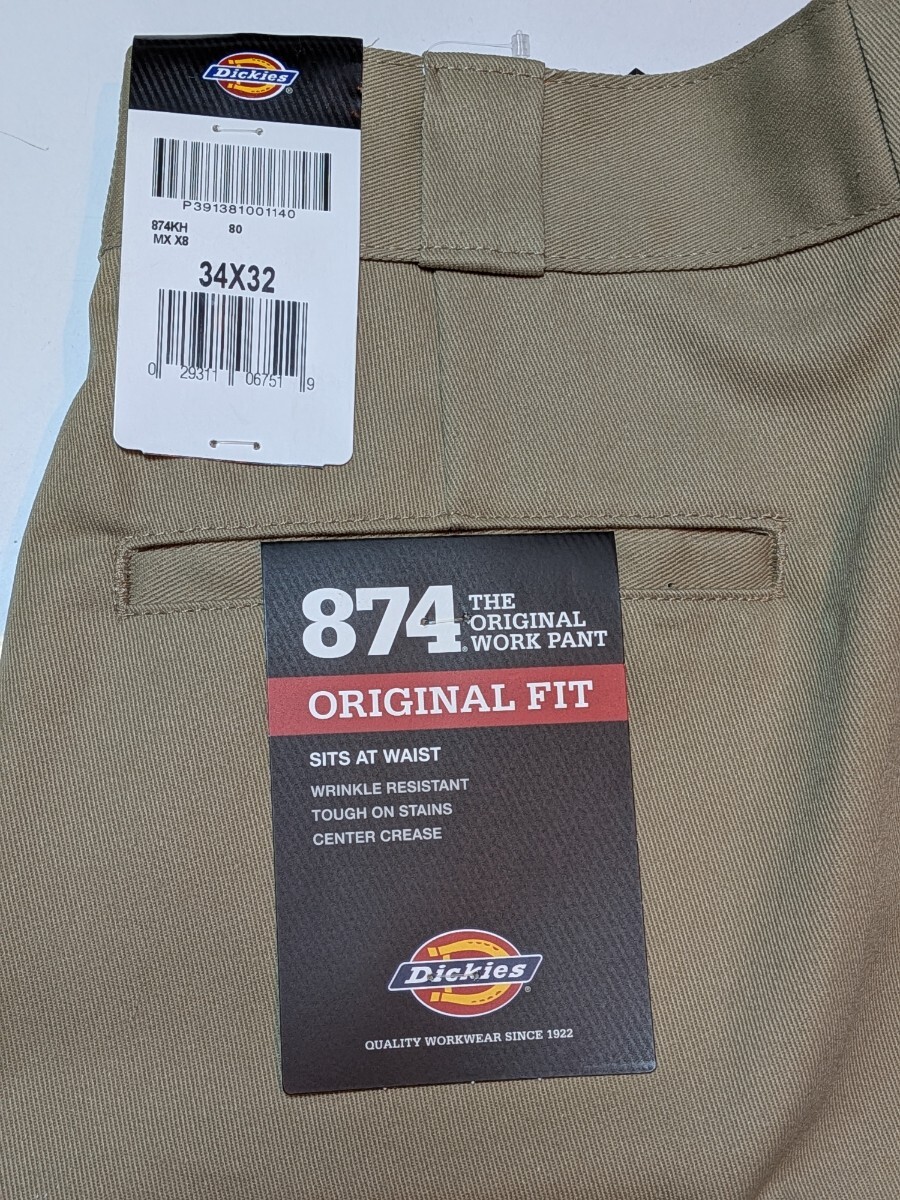 Dickies
P391381001140
874KH 80
MX X8
34X32
0 29311 06751 9
874 THE
ORIGINAL
WORK PANT
ORIGINAL FIT
SITS AT WAIST
WRINKLE RESISTANT
TOUGH ON STAINS
CENTER CREASE
Dickies
QUALITY WORKWEAR SINCE 1922